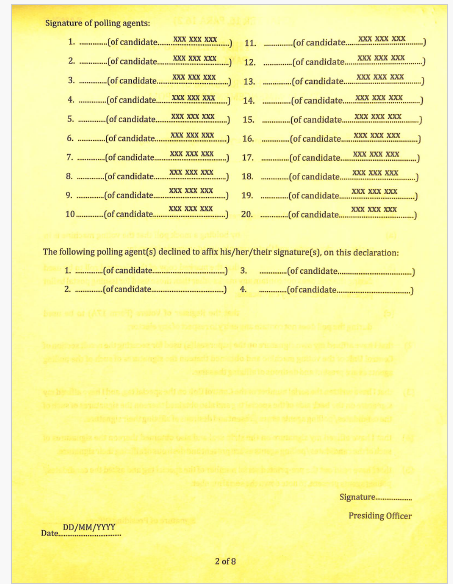 Signature of polling agents:
1. ..............(of candidate......XXX XXX XXX......) 11. ..............(of candidate......XXX XXX XXX......)
2. ..............(of candidate......XXX XXX XXX......) 12. ..............(of candidate......XXX XXX XXX......)
3. ..............(of candidate......XXX XXX XXX......) 13. ..............(of candidate......XXX XXX XXX......)
4. ..............(of candidate......XXX XXX XXX......) 14. ..............(of candidate......XXX XXX XXX......)
5. ..............(of candidate......XXX XXX XXX......) 15. ..............(of candidate......XXX XXX XXX......)
6. ..............(of candidate......XXX XXX XXX......) 16. ..............(of candidate......XXX XXX XXX......)
7. ..............(of candidate......XXX XXX XXX......) 17. ..............(of candidate......XXX XXX XXX......)
8. ..............(of candidate......XXX XXX XXX......) 18. ..............(of candidate......XXX XXX XXX......)
9. ..............(of candidate......XXX XXX XXX......) 19. ..............(of candidate......XXX XXX XXX......)
10..............(of candidate......XXX XXX XXX......) 20. ..............(of candidate......XXX XXX XXX......)
The following polling agent(s) declined to affix his/her/their signature(s), on this declaration:
1. ..............(of candidate..............................) 3. ..............(of candidate..............................)
2. ..............(of candidate..............................) 4. ..............(of candidate..............................)
Signature..................
Presiding Officer
DD/MM/YYYY
Date..........................
2 of 8